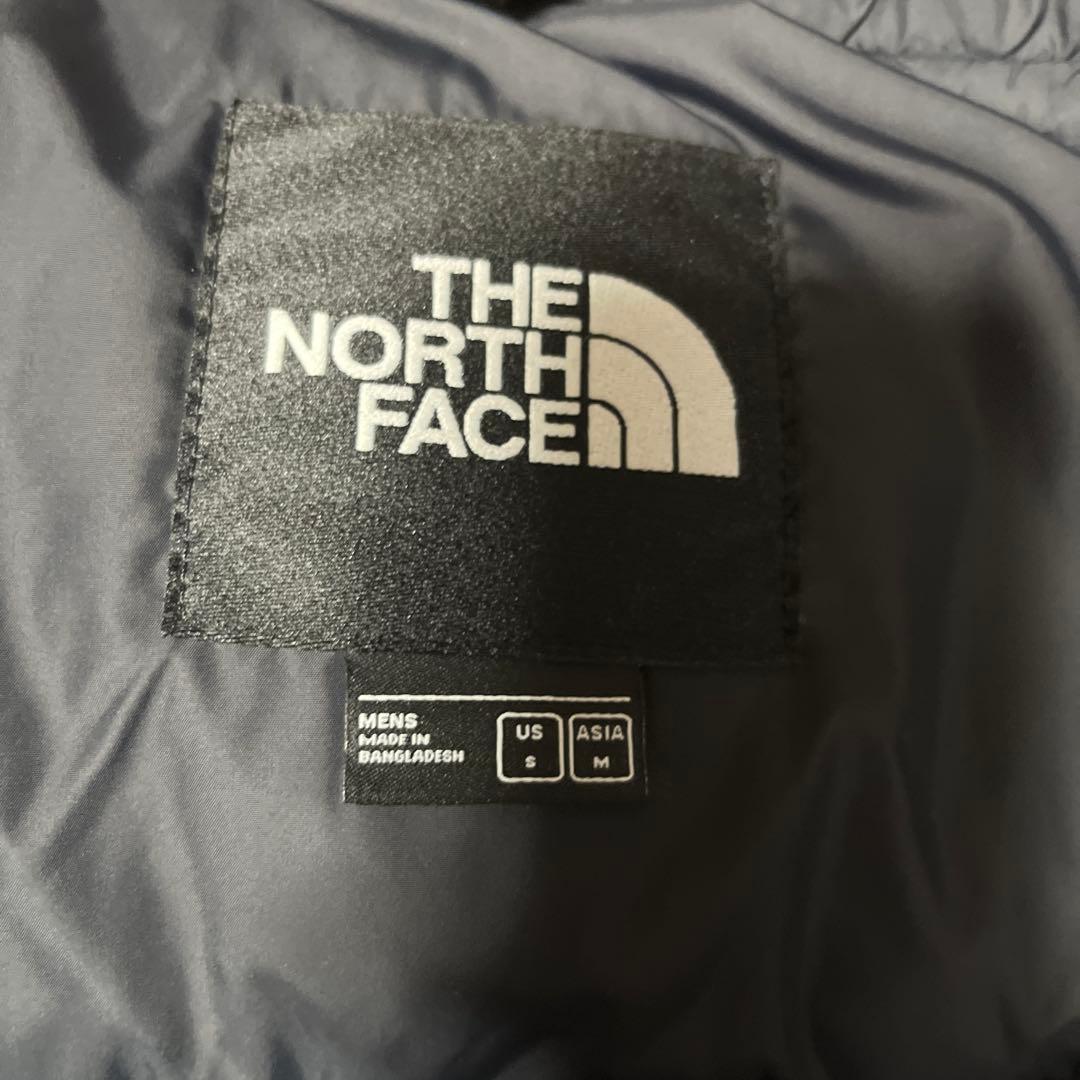 THE
NORTH
FACE
MENS
MADE IN
BANGLADESH
US
S
ASIA
M